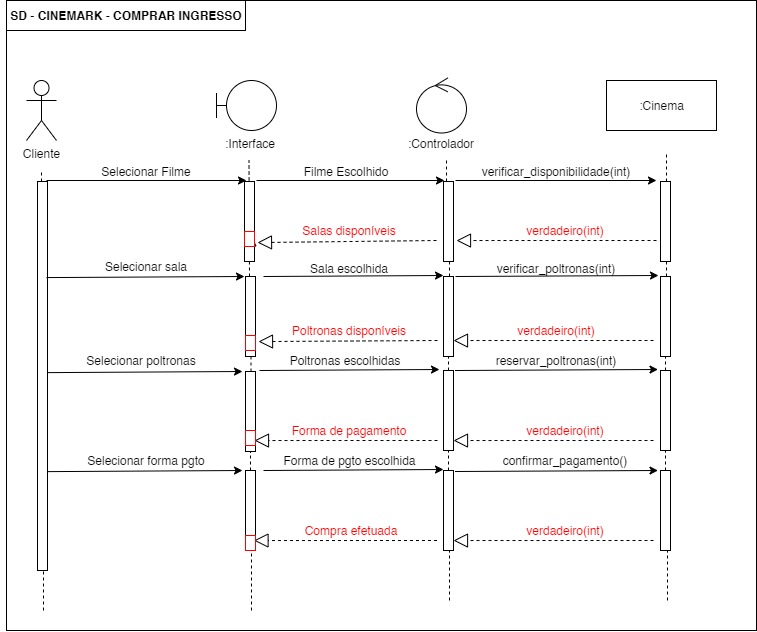 SD - CINEMARK - COMPRAR INGRESSO
Cliente
:Interface
:Controlador
:Cinema
Selecionar Filme
Filme Escolhido
verificar_disponibilidade(int)
Salas disponíveis
verdadeiro(int)
Selecionar sala
Sala escolhida
verificar_poltronas(int)
Poltronas disponíveis
verdadeiro(int)
Selecionar poltronas
Poltronas escolhidas
reservar_poltronas(int)
Forma de pagamento
verdadeiro(int)
Selecionar forma pgto
Forma de pgto escolhida
confirmar_pagamento()
Compra efetuada
verdadeiro(int)